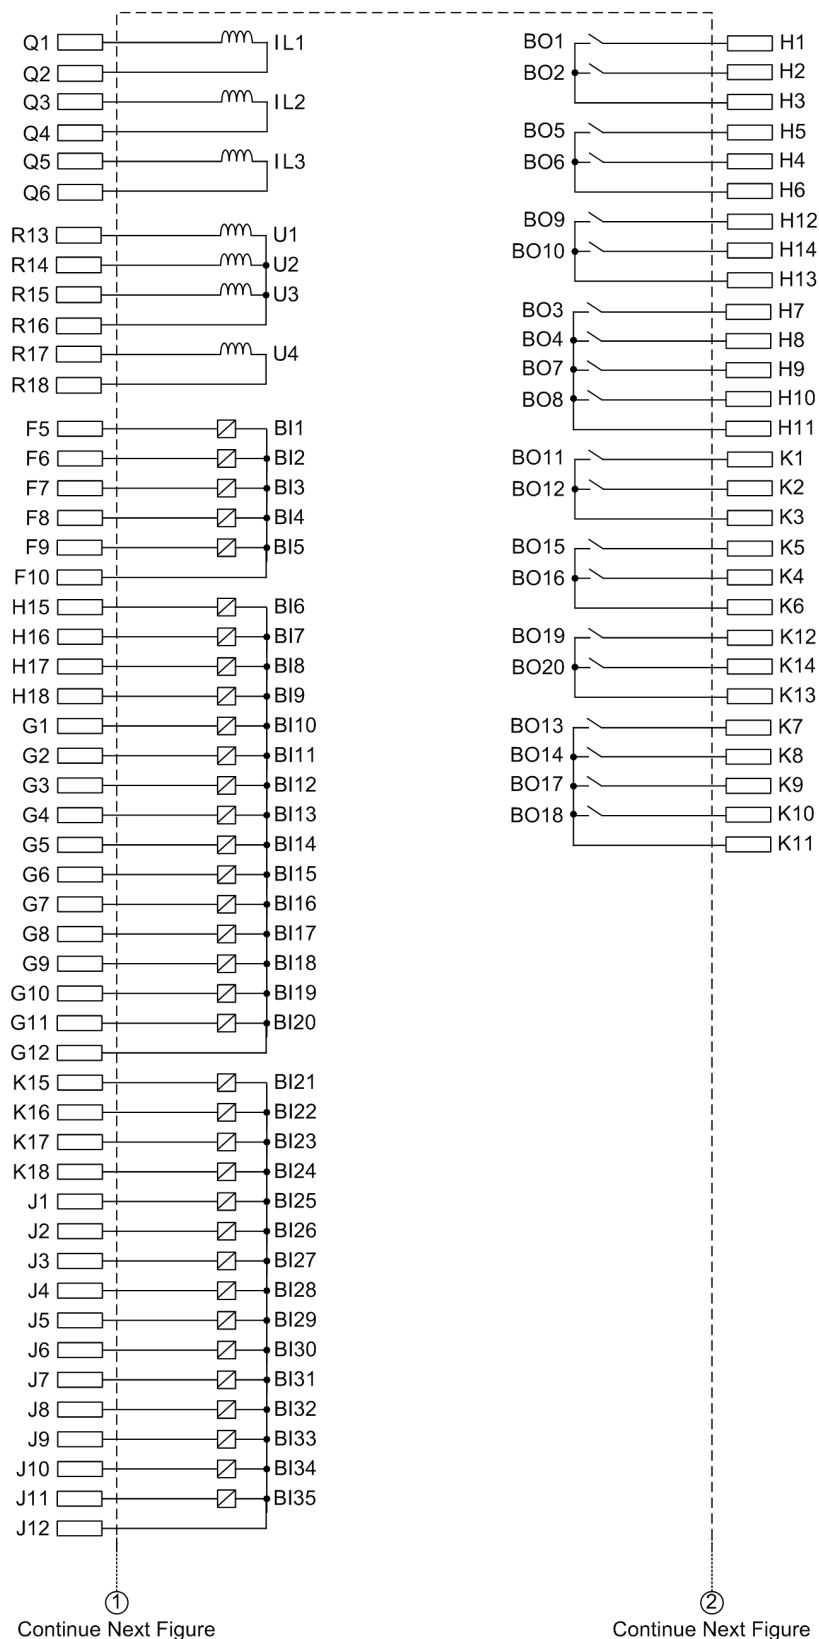 Q1 IL1
Q2
Q3 IL2
Q4
Q5 IL3
Q6
R13 U1
R14 U2
R15 U3
R16
R17 U4
R18
F5 BI1
F6 BI2
F7 BI3
F8 BI4
F9 BI5
F10
H15 BI6
H16 BI7
H17 BI8
H18 BI9
G1 BI10
G2 BI11
G3 BI12
G4 BI13
G5 BI14
G6 BI15
G7 BI16
G8 BI17
G9 BI18
G10 BI19
G11 BI20
G12
K15 BI21
K16 BI22
K17 BI23
K18 BI24
J1 BI25
J2 BI26
J3 BI27
J4 BI28
J5 BI29
J6 BI30
J7 BI31
J8 BI32
J9 BI33
J10 BI34
J11 BI35
J12
1
Continue Next Figure
BO1 H1
BO2 H2
H3
BO5 H5
BO6 H4
H6
BO9 H12
BO10 H14
H13
BO3 H7
BO4 H8
BO7 H9
BO8 H10
H11
BO11 K1
BO12 K2
K3
BO15 K5
BO16 K4
K6
BO19 K12
BO20 K14
K13
BO13 K7
BO14 K8
BO17 K9
BO18 K10
K11
2
Continue Next Figure